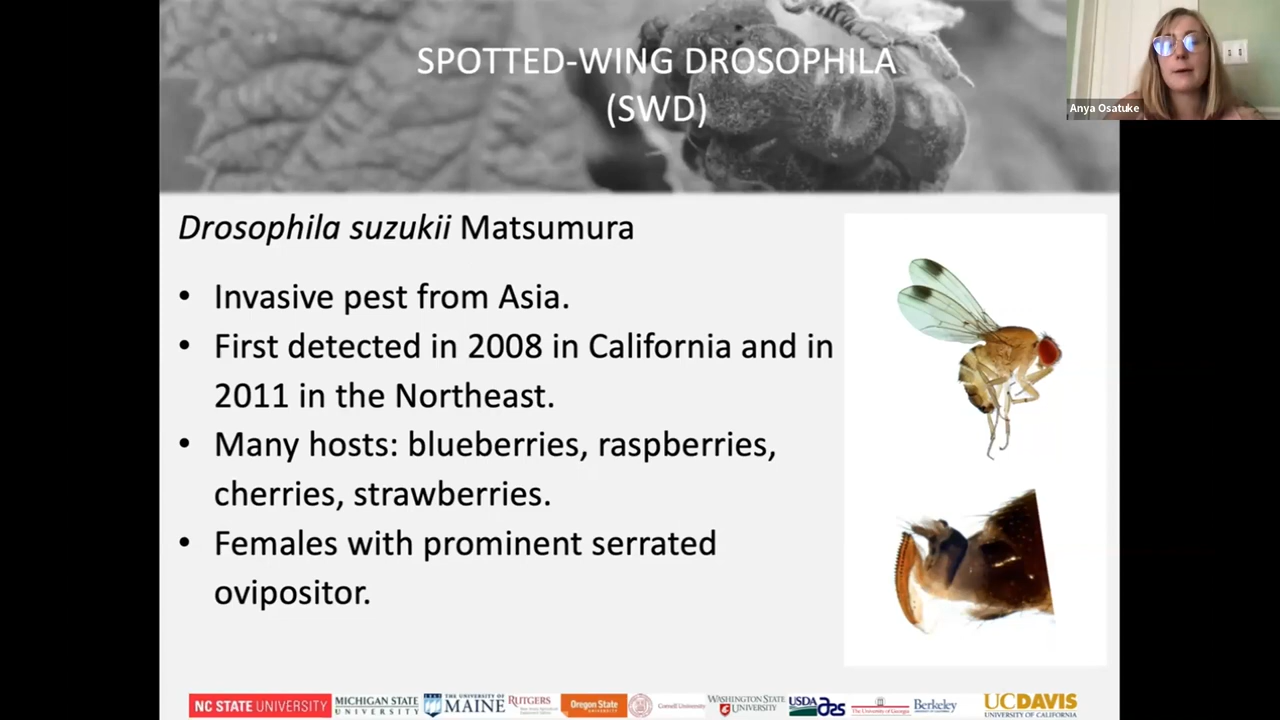 SPOTTED-WING DROSOPHILA
(SWD)
Anya Osatuke
Drosophila suzukii Matsumura
• Invasive pest from Asia.
• First detected in 2008 in California and in
2011 in the Northeast.
• Many hosts: blueberries, raspberries,
cherries, strawberries.
• Females with prominent serrated
ovipositor.
NC STATE UNIVERSITY
MICHIGAN STATE
UNIVERSITY
THE UNIVERSITY OF
MAINE
RUTGERS
Oregon State
Cornell University
WASHINGTON STATE
UNIVERSITY
USDA
ars
The University of Georgia
Berkeley
UCDAVIS
UNIVERSITY OF CALIFORNIA